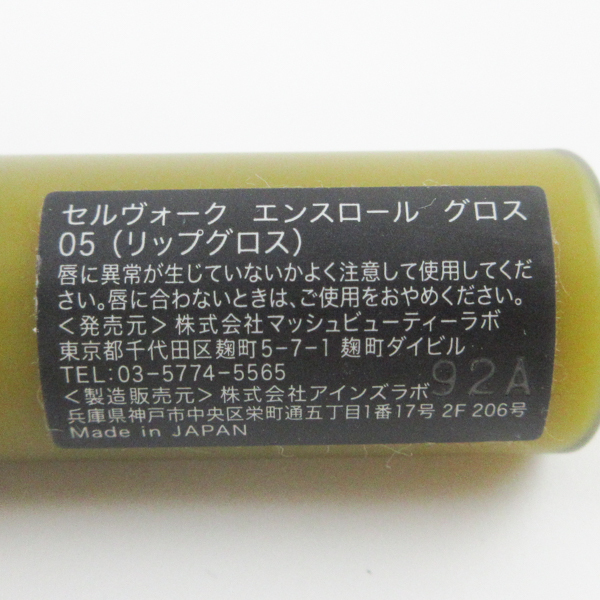 セルヴォーク　エンスロール　グロス
05（リップグロス）
唇に異常が生じていないかよく注意して使用してくだ
さい。唇に合わないときは、ご使用をおやめください。
＜発売元＞株式会社マッシュビューティーラボ
東京都千代田区麹町5-7-1 麹町ダイビル
TEL:03-5774-5565
92A
＜製造販売元＞株式会社アインズラボ
兵庫県神戸市中央区栄町通五丁目1番17号 2F 206号
Made in JAPAN